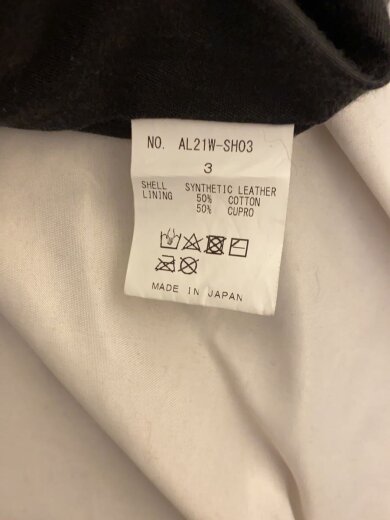 NO. AL21W-SH03
3
SHELL SYNTHETIC LEATHER
LINING 50% COTTON
50% CUPRO
MADE IN JAPAN